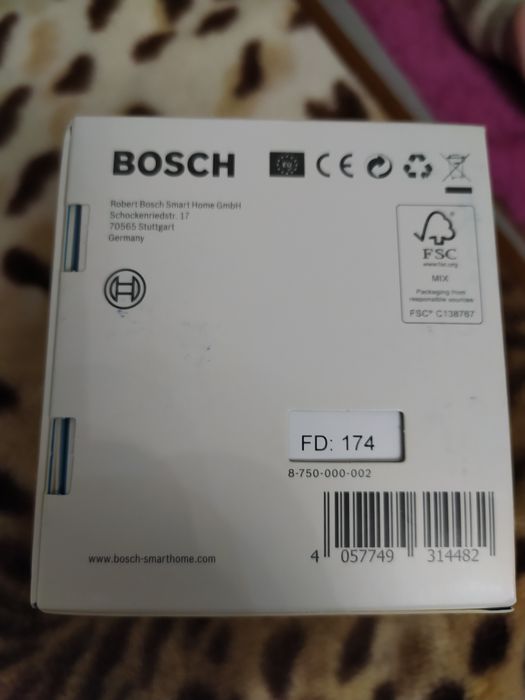 BOSCH
EU
CE
Robert Bosch Smart Home GmbH
Schockenriedstr. 17
70565 Stuttgart
Germany
FSC
www.fsc.org
MIX
Packaging from
responsible sources
FSC® C138767
FD: 174
8-750-000-002
www.bosch-smarthome.com
4 057749 314482